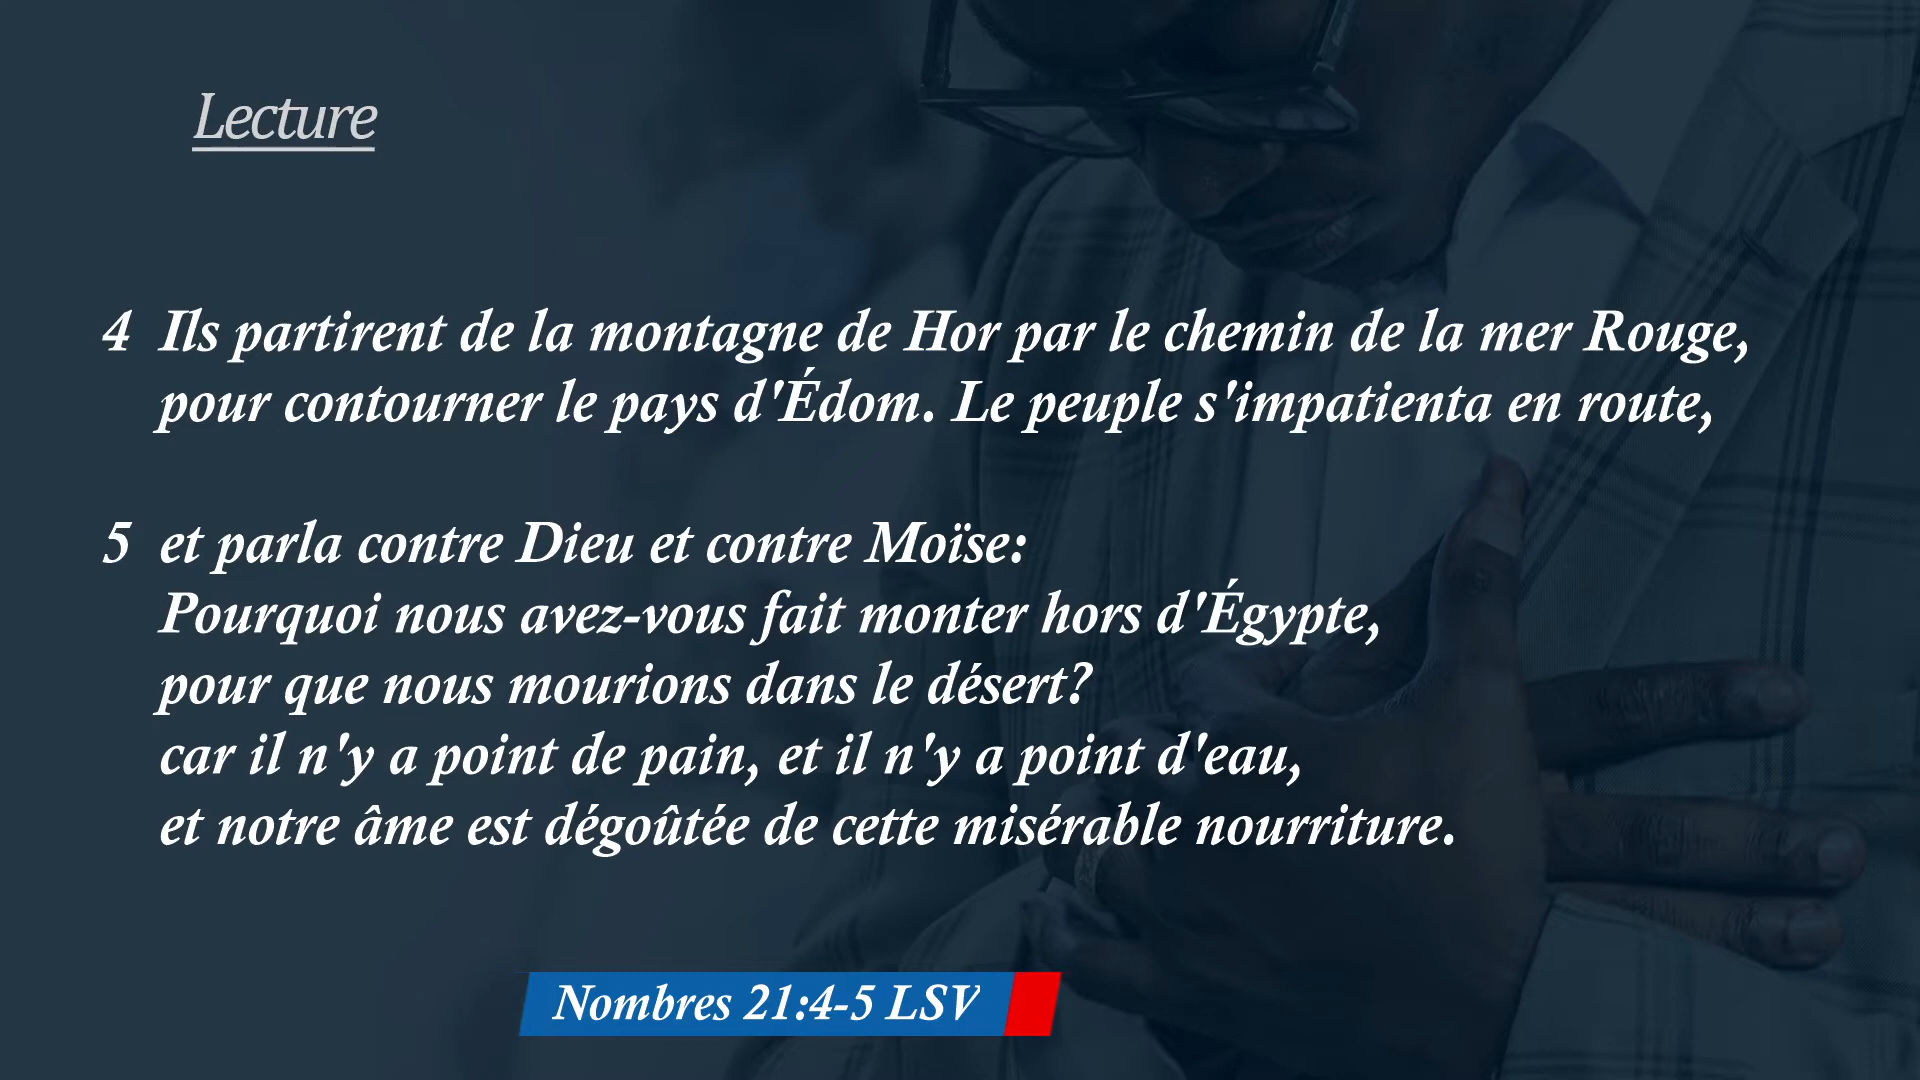 Lecture
4 Ils partirent de la montagne de Hor par le chemin de la mer Rouge,
pour contourner le pays d'Édom. Le peuple s'impatienta en route,
5 et parla contre Dieu et contre Moïse:
Pourquoi nous avez-vous fait monter hors d'Égypte,
pour que nous mourions dans le désert?
car il n'y a point de pain, et il n'y a point d'eau,
et notre âme est dégoûtée de cette misérable nourriture.
Nombres 21:4-5 LSV